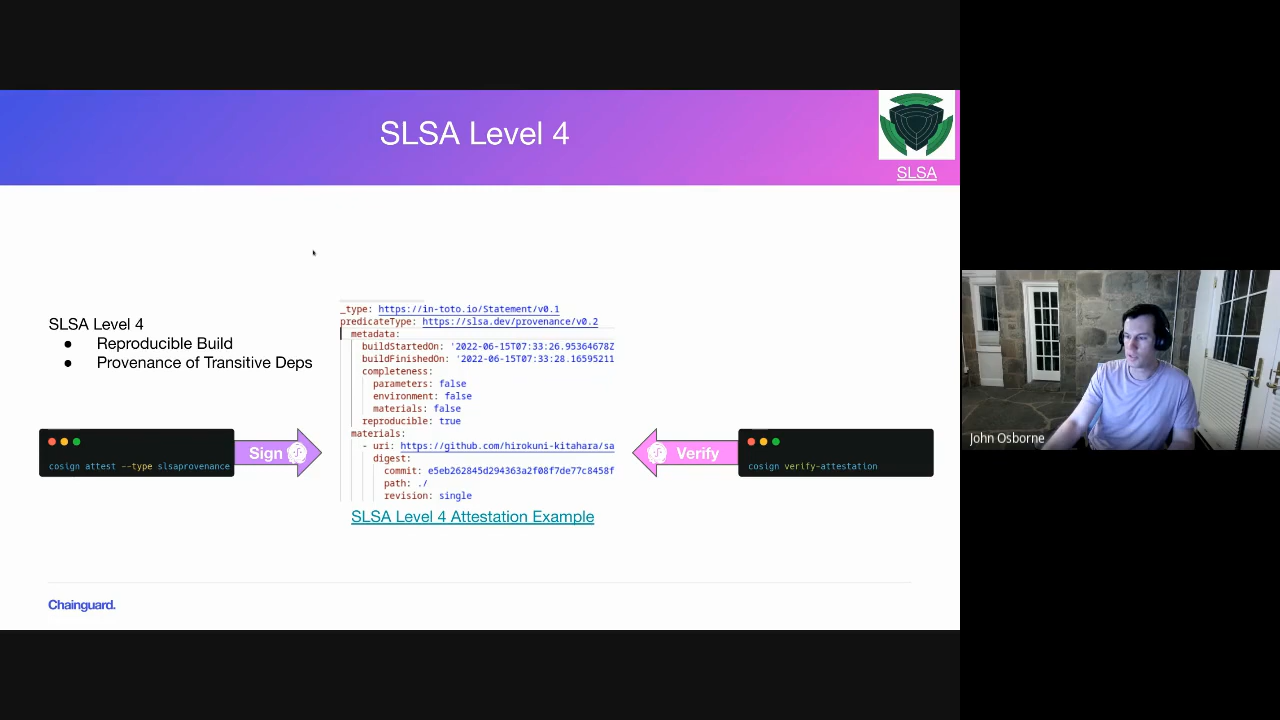 SLSA Level 4
SLSA
SLSA Level 4
● Reproducible Build
● Provenance of Transitive Deps
cosign attest --type slsaprovenance
Sign
_type: https://in-toto.io/Statement/v0.1
predicateType: https://slsa.dev/provenance/v0.2
metadata:
buildStartedOn: '2022-06-15T07:33:26.95364678Z
buildFinishedOn: '2022-06-15T07:33:28.16595211
completeness:
parameters: false
environment: false
materials: false
reproducible: true
materials:
- uri: https://github.com/hirokuni-kitahara/sa
digest:
commit: e5eb262845d294363a2f08f7de77c8458f
path: ./
revision: single
SLSA Level 4 Attestation Example
Verify
cosign verify-attestation
Chainguard.
John Osborne